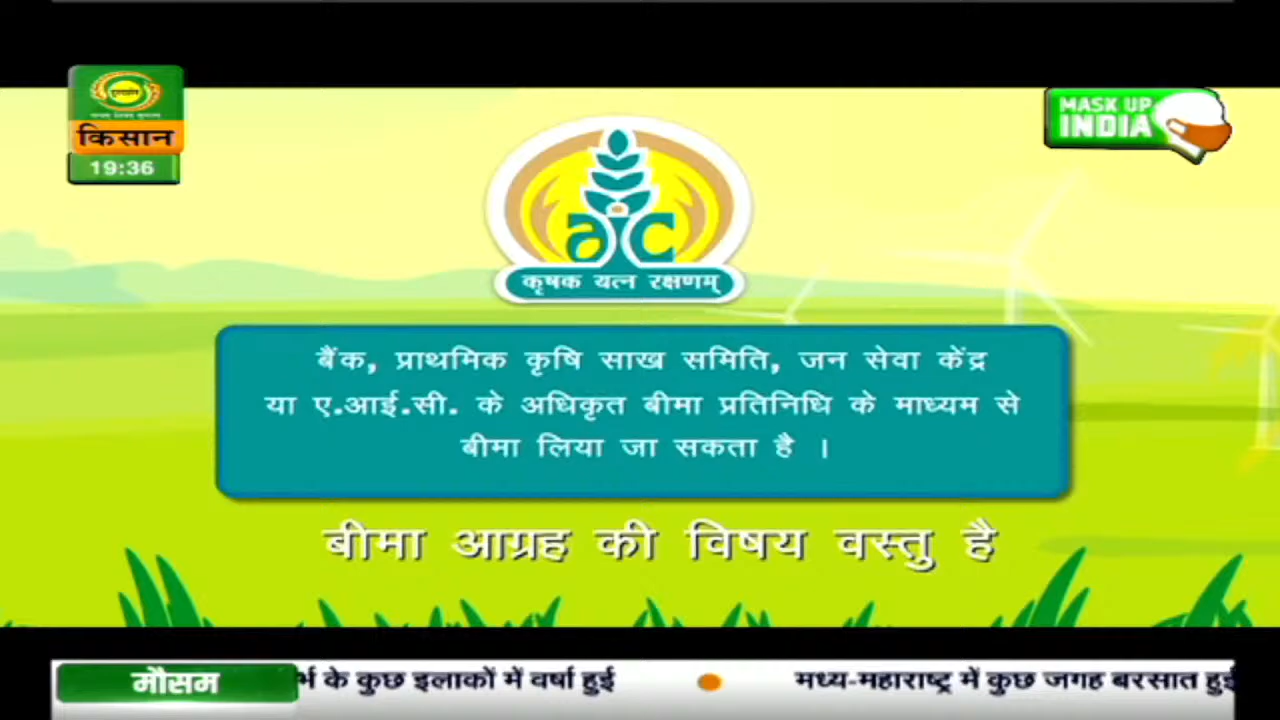 किसान
19:36
MASK UP
INDIA
aic
कृषक यत्न रक्षणम्
बैंक, प्राथमिक कृषि साख समिति, जन सेवा केंद्र
या ए.आई.सी. के अधिकृत बीमा प्रतिनिधि के माध्यम से
बीमा लिया जा सकता है ।
बीमा आग्रह की विषय वस्तु है
मौसम
के कुछ इलाकों में वर्षा हुई
मध्य-महाराष्ट्र में कुछ जगह बरसात हुई